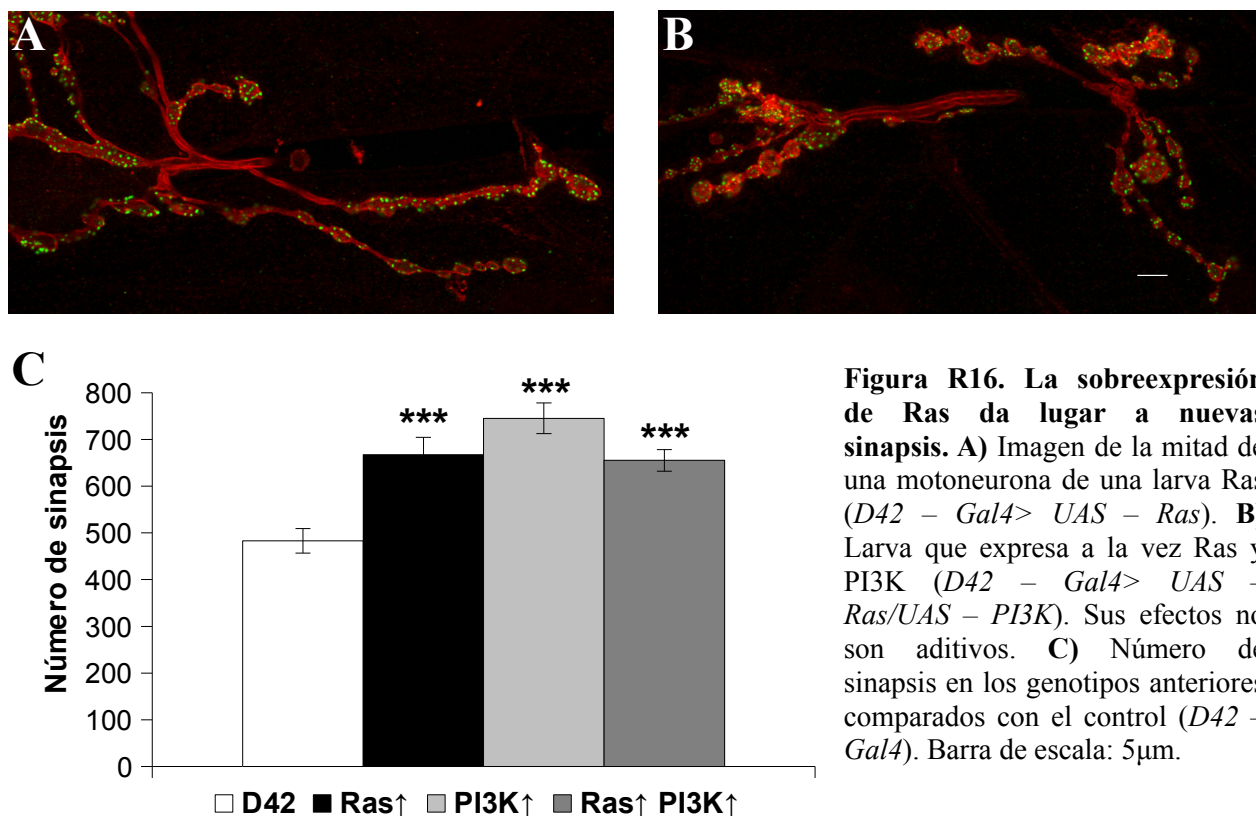 A
B
C
Número de sinapsis
800
700
600
500
400
300
200
100
0
***
***
***
D42 Ras↑ PI3K↑ Ras↑ PI3K↑
Figura R16. La sobreexpresión
de Ras da lugar a nuevas
sinapsis. A) Imagen de la mitad de
una motoneurona de una larva Ras
(D42 – Gal4> UAS – Ras). B)
Larva que expresa a la vez Ras y
PI3K (D42 – Gal4> UAS –
Ras/UAS – PI3K). Sus efectos no
son aditivos. C) Número de
sinapsis en los genotipos anteriores
comparados con el control (D42 –
Gal4). Barra de escala: 5μm.